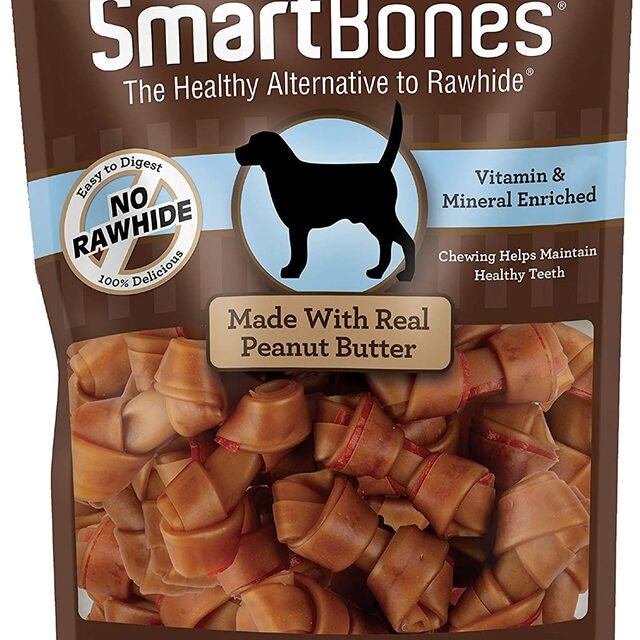 SmartBones®
The Healthy Alternative to Rawhide®
Easy to Digest
NO
RAWHIDE
100% Delicious
Vitamin &
Mineral Enriched
Chewing Helps Maintain
Healthy Teeth
Made With Real
Peanut Butter